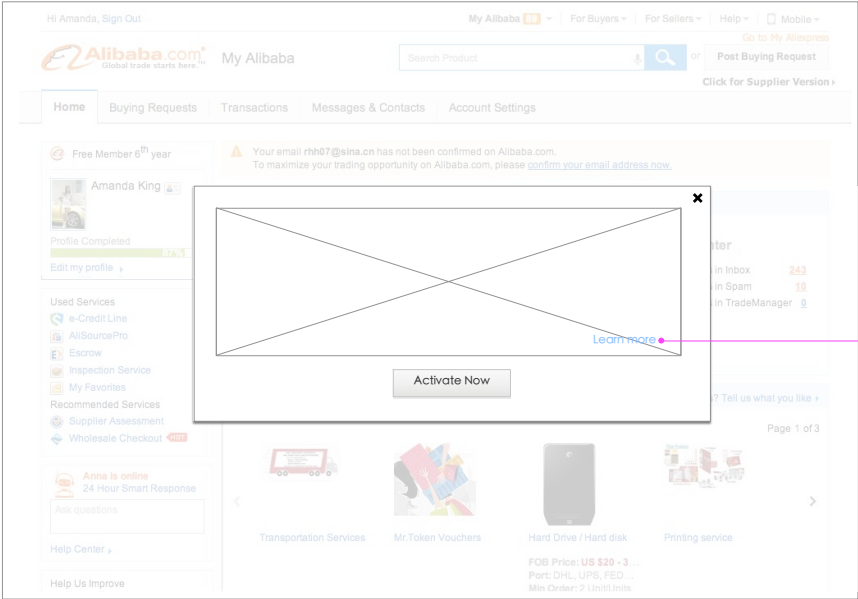 Hi Amanda, Sign Out
My Alibaba
For Buyers
For Sellers
Help
Mobile
Go to My Aliexpress
Alibaba.com
Global trade starts here.™
My Alibaba
Search Product
or
Post Buying Request
Click for Supplier Version
Home
Buying Requests
Transactions
Messages & Contacts
Account Settings
Free Member 6th year
Your email rhh07@sina.cn has not been confirmed on Alibaba.com.
To maximize your trading opportunity on Alibaba.com, please confirm your email address now.
Amanda King
Profile Completed
87%
Edit my profile
in Inbox 243
in Spam 10
in TradeManager 0
Learn more
Activate Now
Used Services
e-Credit Line
AliSourcePro
Escrow
Inspection Service
My Favorites
Recommended Services
Supplier Assessment
Wholesale Checkout HOT
? Tell us what you like
Page 1 of 3
Anna is online
24 Hour Smart Response
Ask questions
Help Center
Help Us Improve
Transportation Services
Mr.Token Vouchers
Hard Drive / Hard disk
Printing service
FOB Price: US $20 - 3...
Port: DHL, UPS, FED...
Min Order: 2 Unit/Units